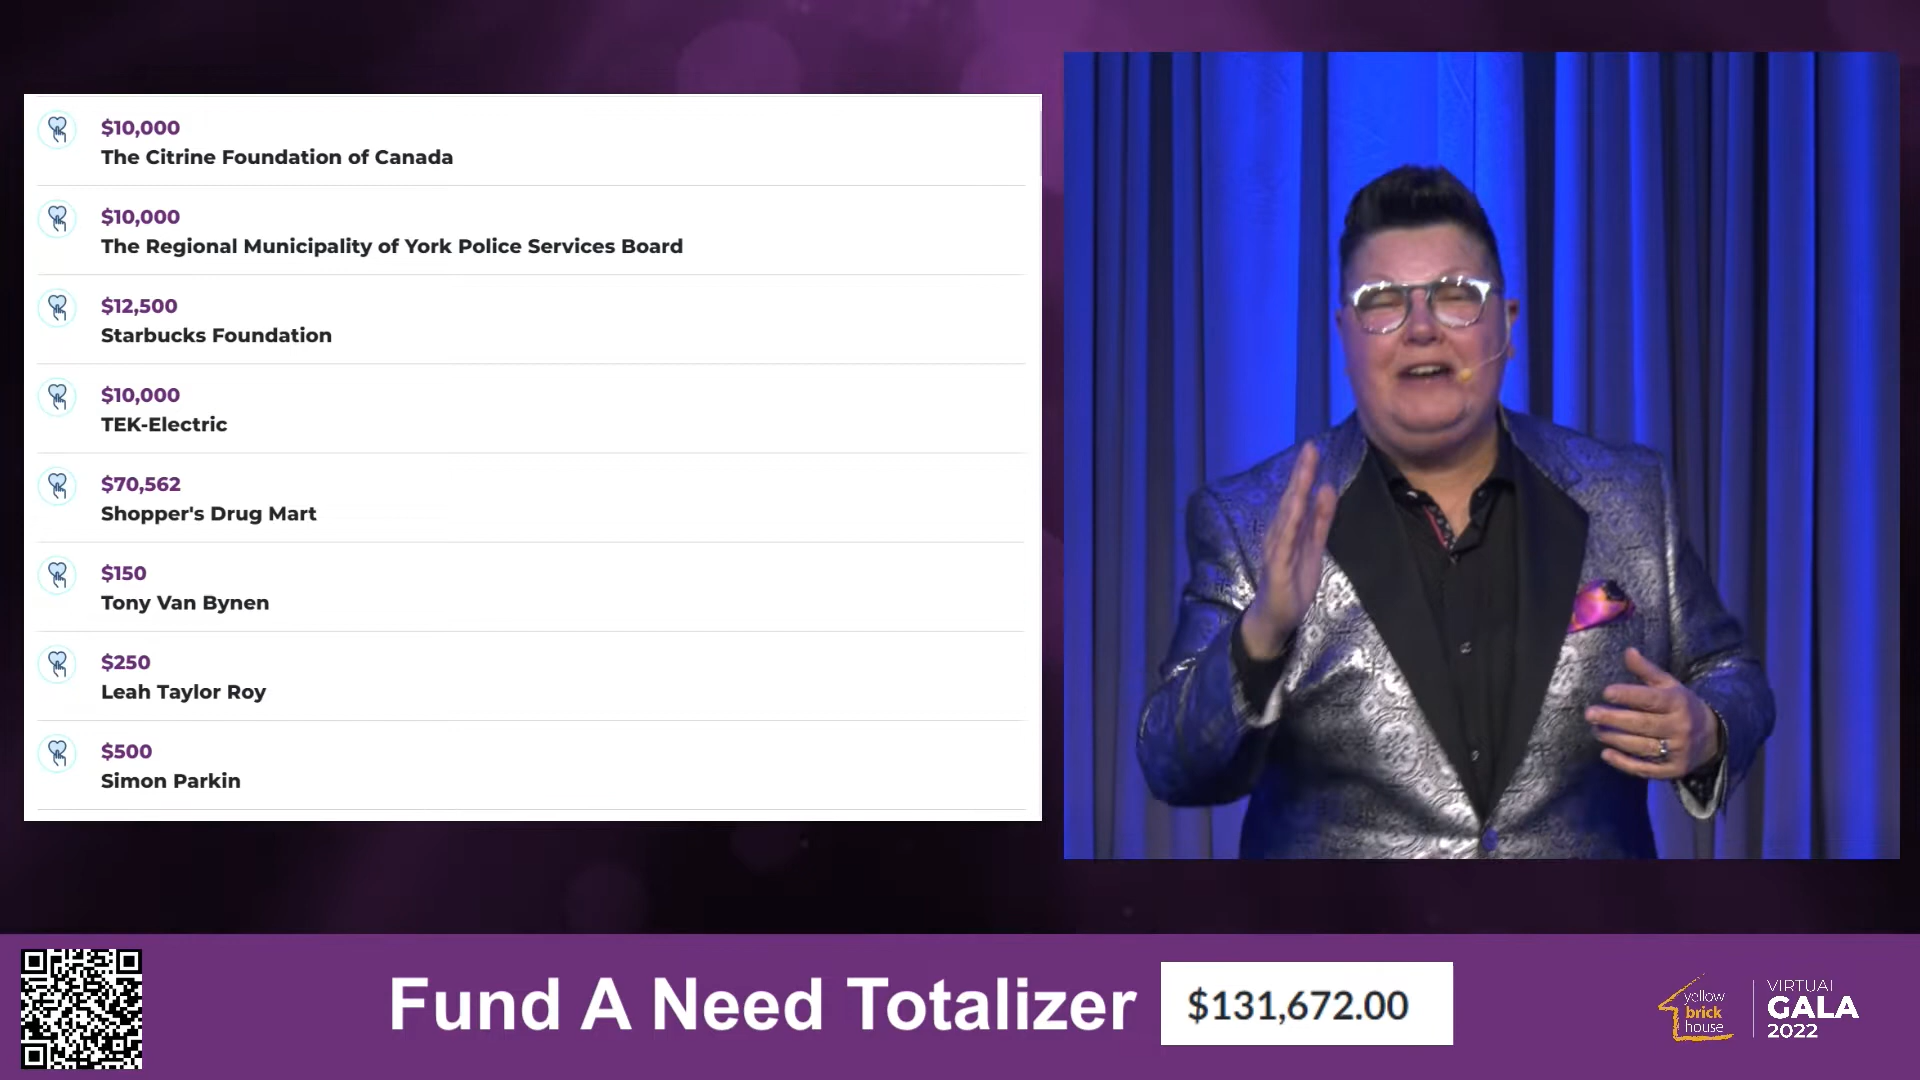 $10,000
The Citrine Foundation of Canada
$10,000
The Regional Municipality of York Police Services Board
$12,500
Starbucks Foundation
$10,000
TEK-Electric
$70,562
Shopper's Drug Mart
$150
Tony Van Bynen
$250
Leah Taylor Roy
$500
Simon Parkin
Fund A Need Totalizer
$131,672.00
yellow
brick
house
VIRTUAL
GALA
2022